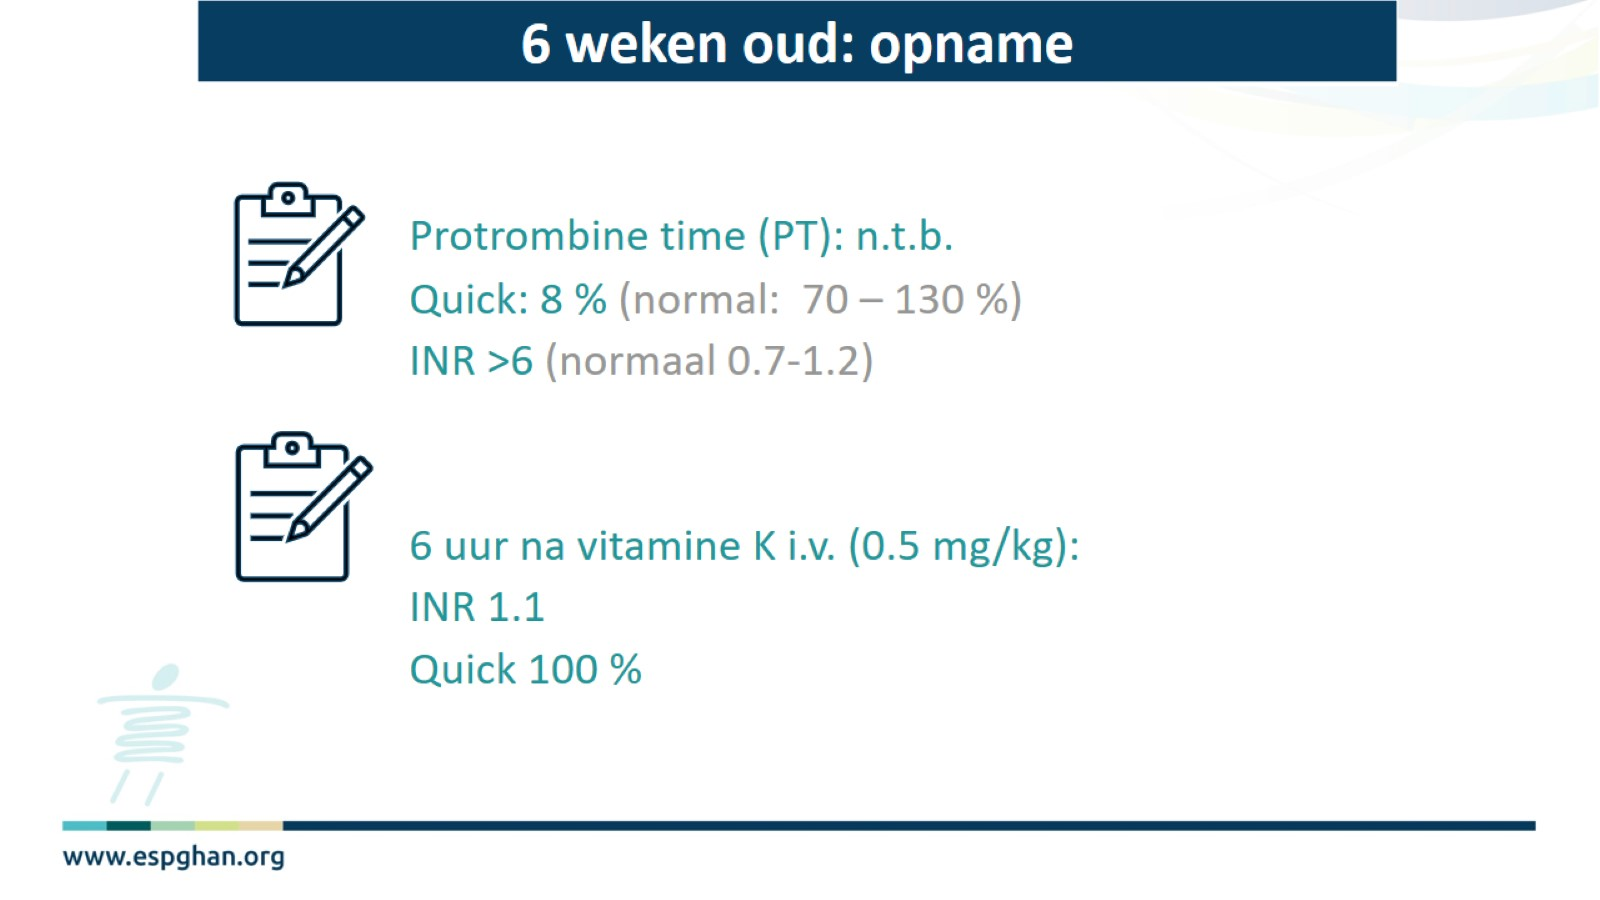 6 weken oud: opname
Protrombine time (PT): n.t.b.
Quick: 8 % (normal: 70 – 130 %)
INR >6 (normaal 0.7-1.2)
6 uur na vitamine K i.v. (0.5 mg/kg):
INR 1.1
Quick 100 %
www.espghan.org